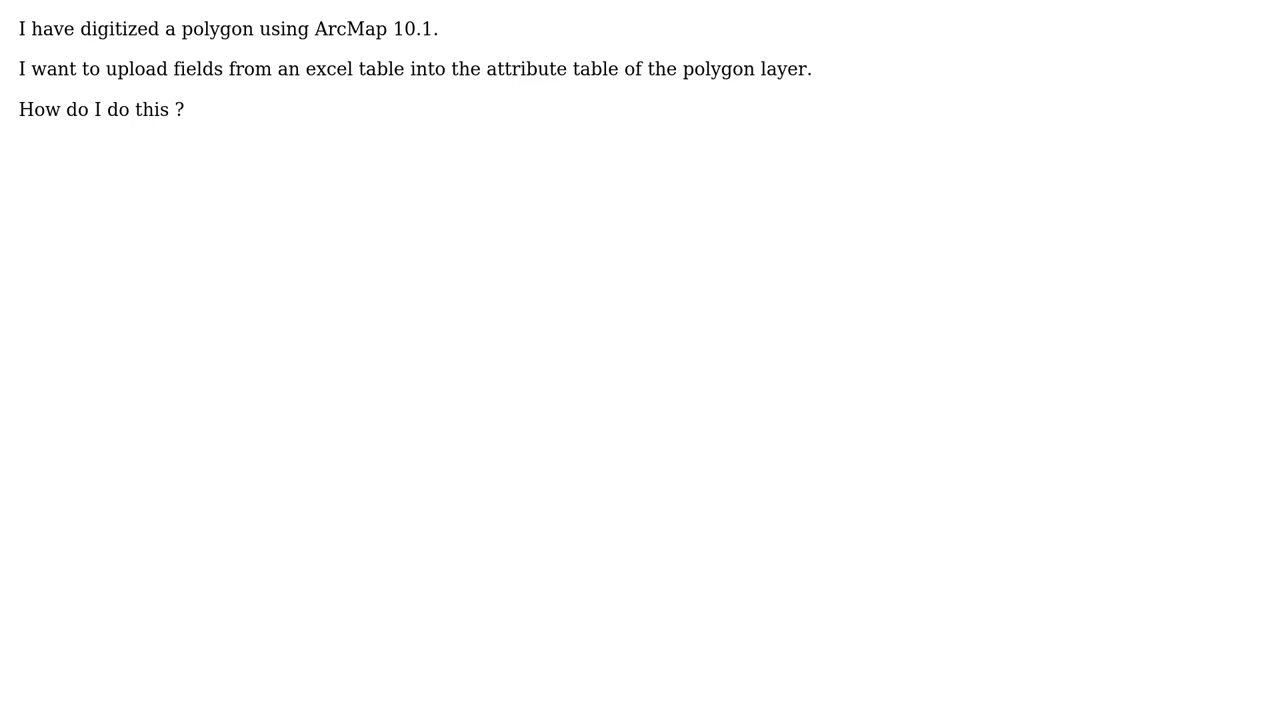 I have digitized a polygon using ArcMap 10.1.
I want to upload fields from an excel table into the attribute table of the polygon layer.
How do I do this ?